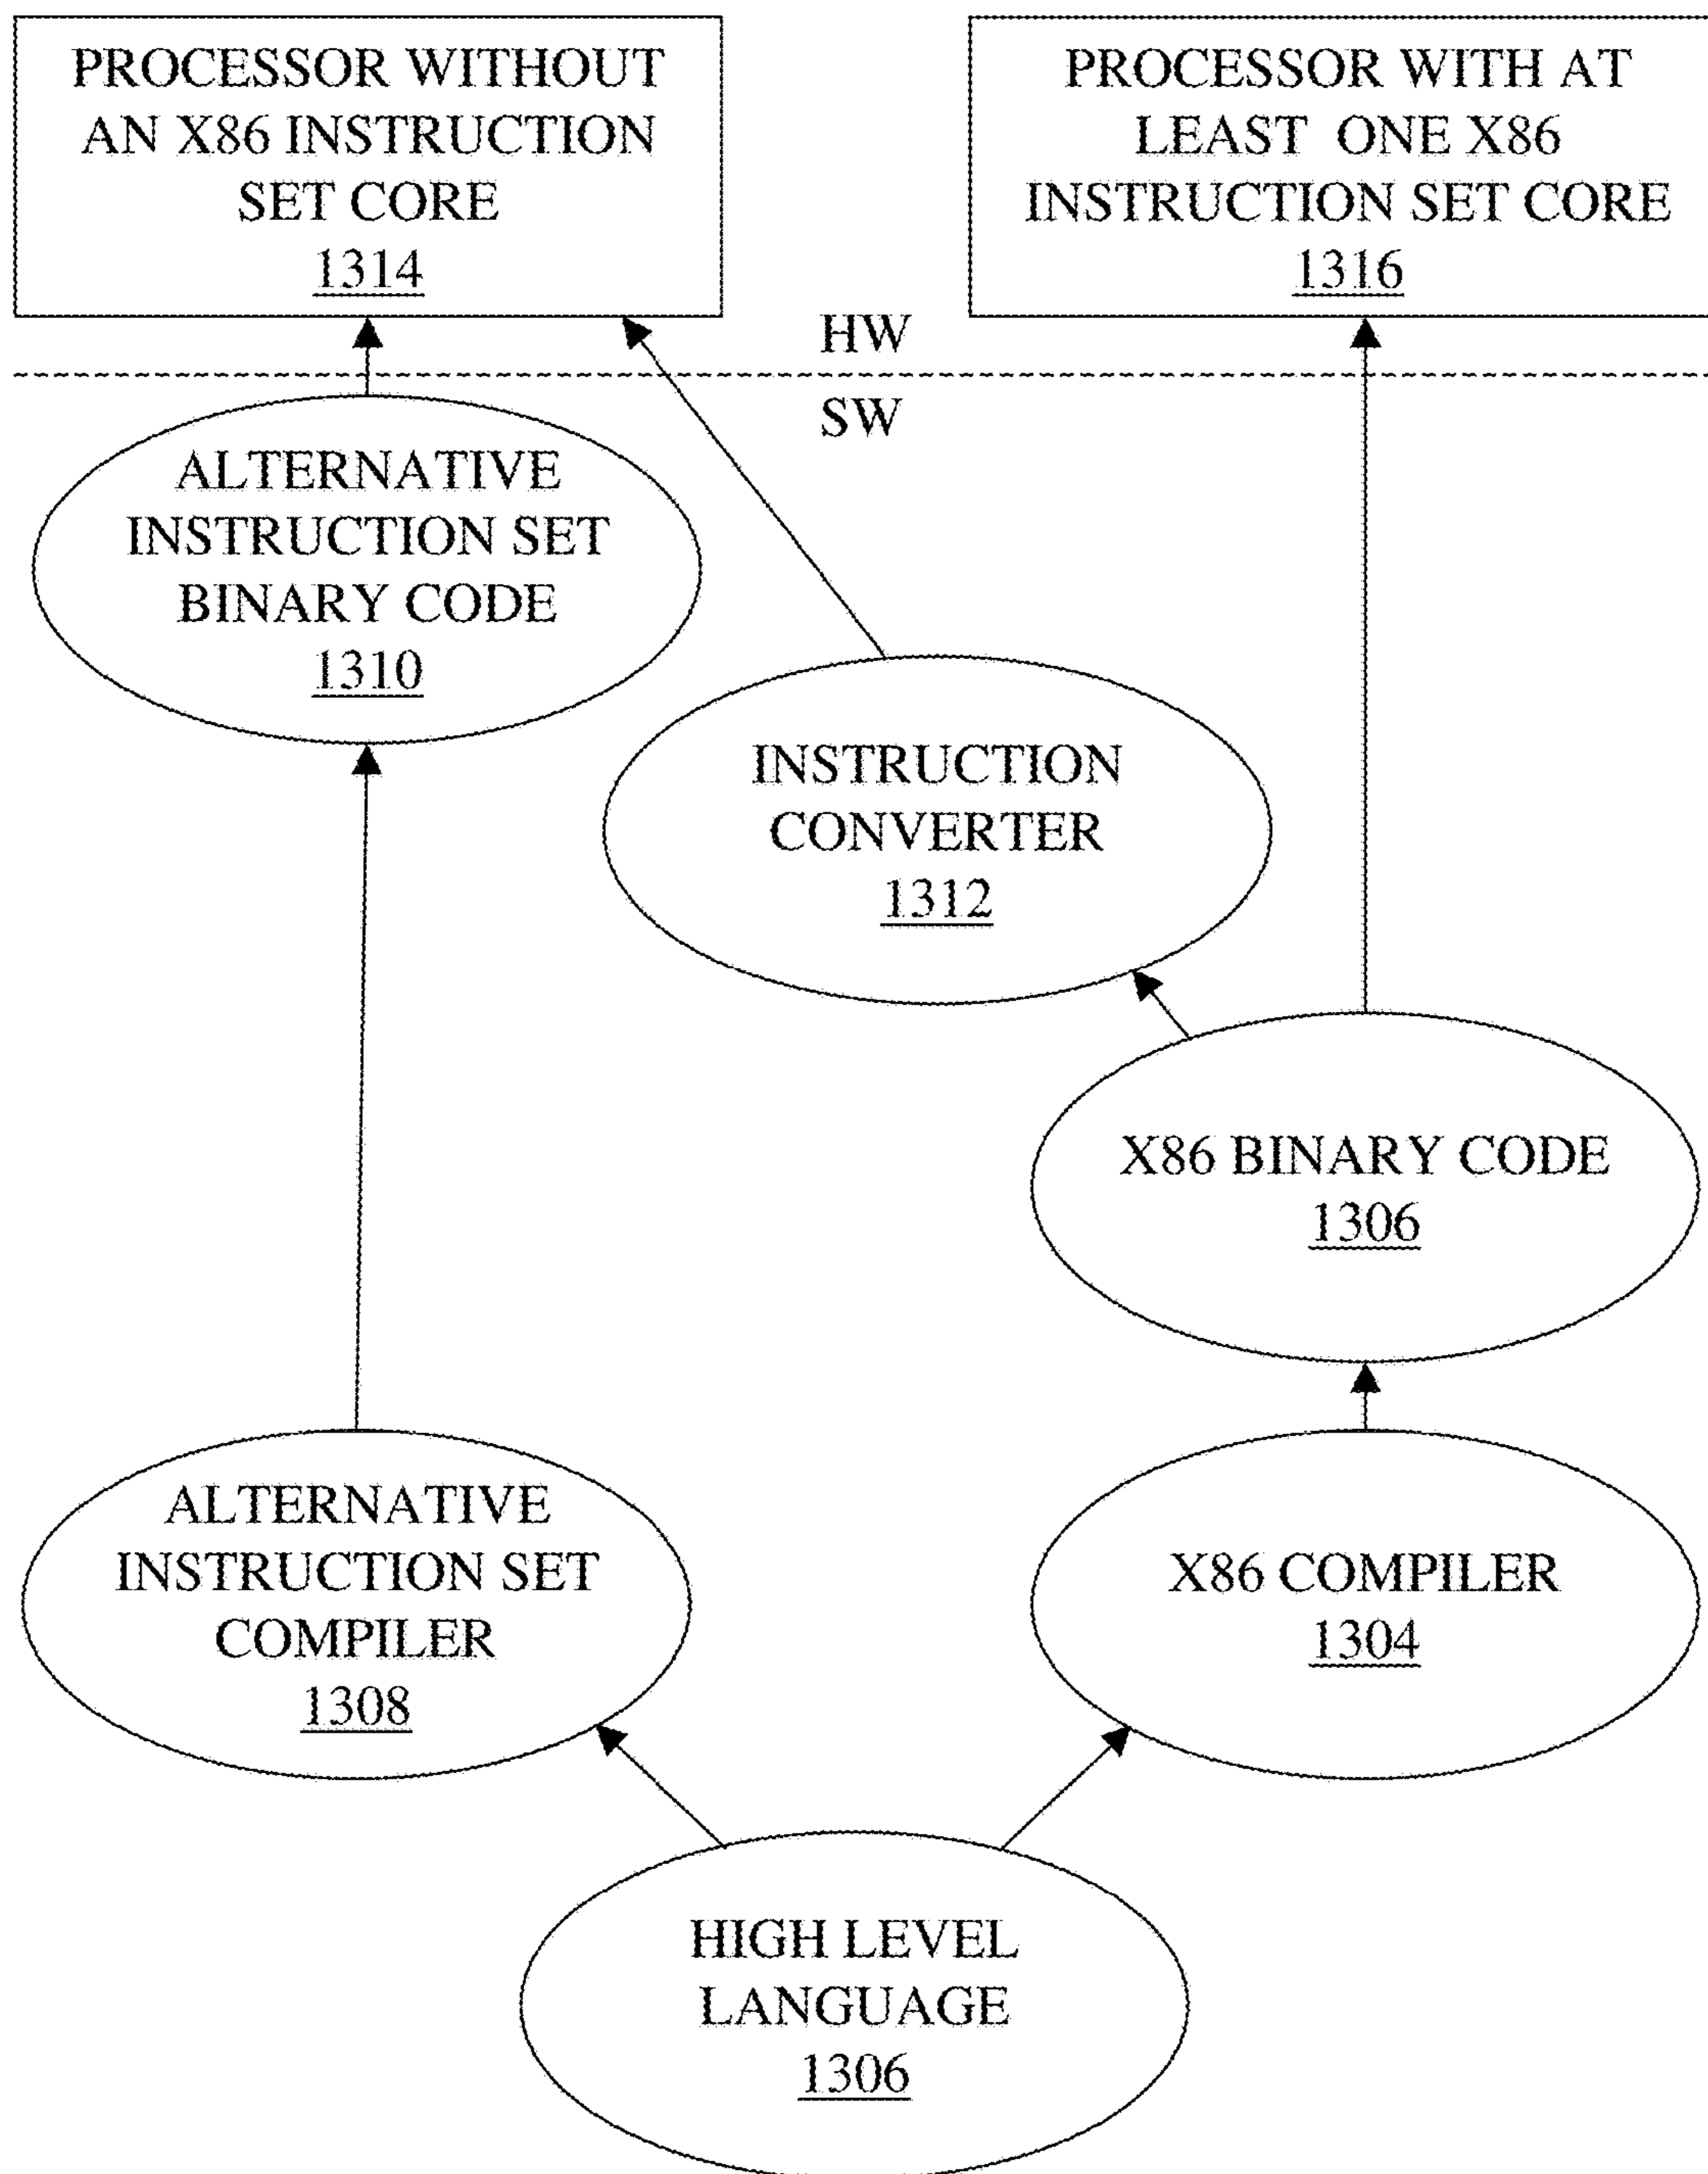 PROCESSOR WITHOUT
AN X86 INSTRUCTION
SET CORE
1314
PROCESSOR WITH AT
LEAST ONE X86
INSTRUCTION SET CORE
1316
HW
SW
ALTERNATIVE
INSTRUCTION SET
BINARY CODE
1310
INSTRUCTION
CONVERTER
1312
X86 BINARY CODE
1306
ALTERNATIVE
INSTRUCTION SET
COMPILER
1308
X86 COMPILER
1304
HIGH LEVEL
LANGUAGE
1306